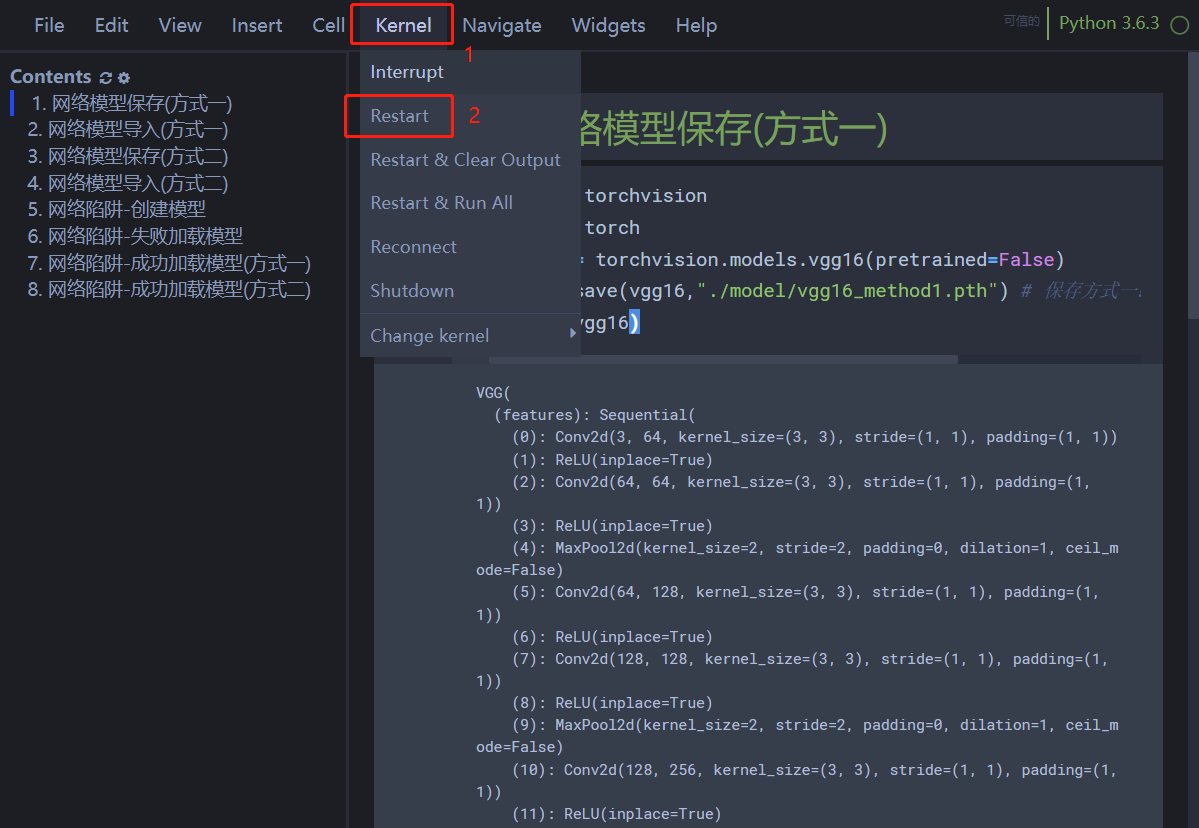 File Edit View Insert Cell Kernel Navigate Widgets Help 可信的 Python 3.6.3
1
Contents
1. 网络模型保存(方式一)
2. 网络模型导入(方式一)
3. 网络模型保存(方式二)
4. 网络模型导入(方式二)
5. 网络陷阱-创建模型
6. 网络陷阱-失败加载模型
7. 网络陷阱-成功加载模型(方式一)
8. 网络陷阱-成功加载模型(方式二)
Interrupt
Restart 2
Restart & Clear Output
Restart & Run All
Reconnect
Shutdown
Change kernel
络模型保存(方式一)
torchvision
torch
= torchvision.models.vgg16(pretrained=False)
save(vgg16,"./model/vgg16_method1.pth") # 保存方式一
vgg16)
VGG(
(features): Sequential(
(0): Conv2d(3, 64, kernel_size=(3, 3), stride=(1, 1), padding=(1, 1))
(1): ReLU(inplace=True)
(2): Conv2d(64, 64, kernel_size=(3, 3), stride=(1, 1), padding=(1,
1))
(3): ReLU(inplace=True)
(4): MaxPool2d(kernel_size=2, stride=2, padding=0, dilation=1, ceil_m
ode=False)
(5): Conv2d(64, 128, kernel_size=(3, 3), stride=(1, 1), padding=(1,
1))
(6): ReLU(inplace=True)
(7): Conv2d(128, 128, kernel_size=(3, 3), stride=(1, 1), padding=(1,
1))
(8): ReLU(inplace=True)
(9): MaxPool2d(kernel_size=2, stride=2, padding=0, dilation=1, ceil_m
ode=False)
(10): Conv2d(128, 256, kernel_size=(3, 3), stride=(1, 1), padding=(1,
1))
(11): ReLU(inplace=True)